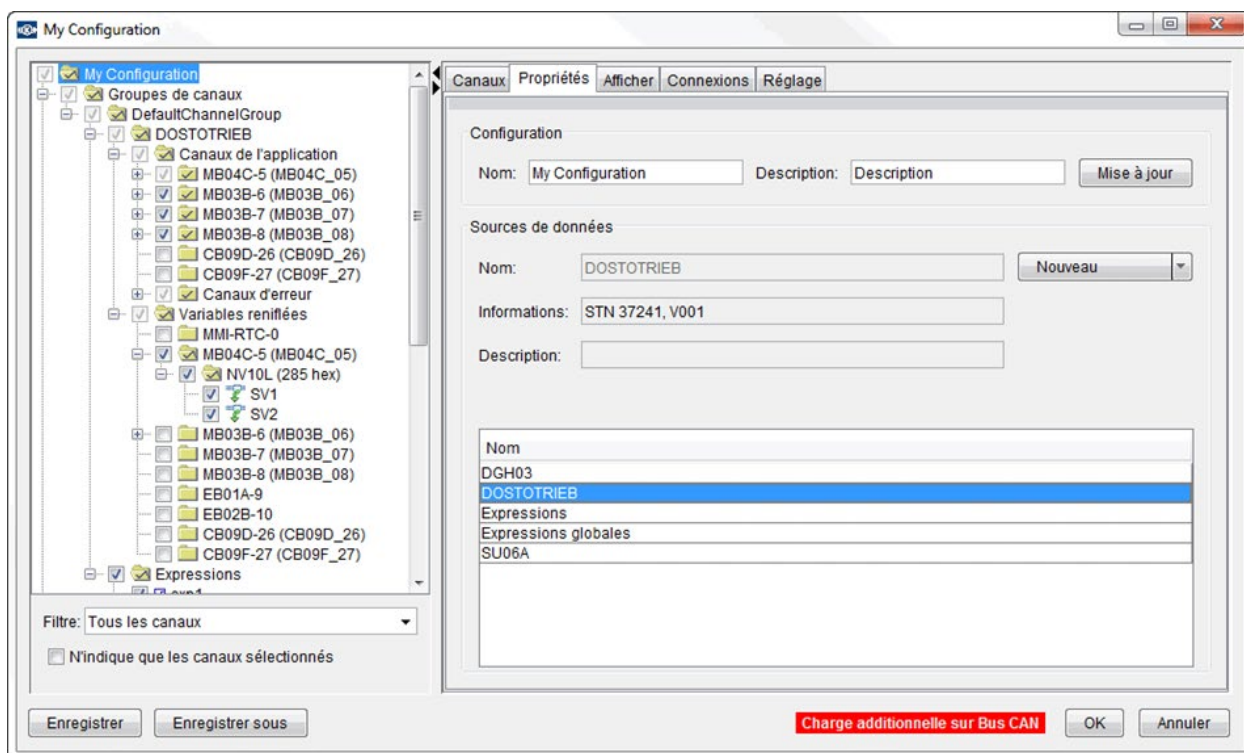 My Configuration
My Configuration
Groupes de canaux
DefaultChannelGroup
DOSTOTRIEB
Canaux de l'application
MB04C-5 (MB04C_05)
MB03B-6 (MB03B_06)
MB03B-7 (MB03B_07)
MB03B-8 (MB03B_08)
CB09D-26 (CB09D_26)
CB09F-27 (CB09F_27)
Canaux d'erreur
Variables reniflées
MMI-RTC-0
MB04C-5 (MB04C_05)
NV10L (285 hex)
SV1
SV2
MB03B-6 (MB03B_06)
MB03B-7 (MB03B_07)
MB03B-8 (MB03B_08)
EB01A-9
EB02B-10
CB09D-26 (CB09D_26)
CB09F-27 (CB09F_27)
Expressions
Filtre: Tous les canaux
N'indique que les canaux sélectionnés
Canaux Propriétés Afficher Connexions Réglage
Configuration
Nom: My Configuration Description: Description Mise à jour
Sources de données
Nom: DOSTOTRIEB Nouveau
Informations: STN 37241, V001
Description:
Nom
DGH03
DOSTOTRIEB
Expressions
Expressions globales
SU06A
Enregistrer Enregistrer sous Charge additionnelle sur Bus CAN OK Annuler